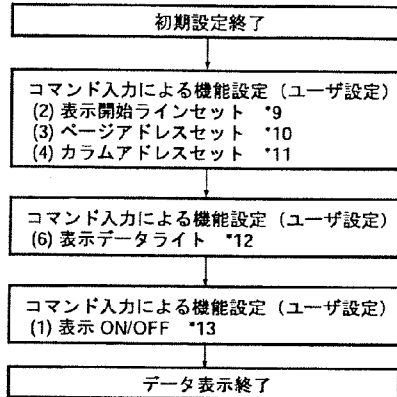 初期設定終了
コマンド入力による機能設定（ユーザ設定）
(2) 表示開始ラインセット *9
(3) ページアドレスセット *10
(4) カラムアドレスセット *11
コマンド入力による機能設定（ユーザ設定）
(6) 表示データライト *12
コマンド入力による機能設定（ユーザ設定）
(1) 表示 ON/OFF *13
データ表示終了